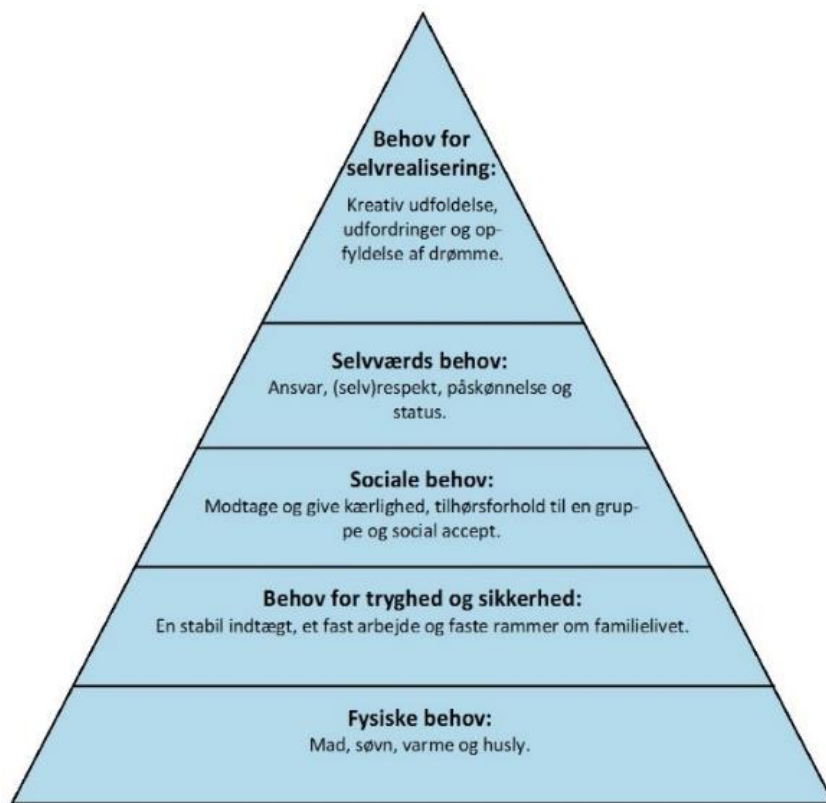 Behov for
selvrealisering:
Kreativ udfoldelse,
udfordringer og op-
fyldelse af drømme.
Selvværds behov:
Ansvar, (selv)respekt, påskønnelse og
status.
Sociale behov:
Modtage og give kærlighed, tilhørsforhold til en grup-
pe og social accept.
Behov for tryghed og sikkerhed:
En stabil indtægt, et fast arbejde og faste rammer om familielivet.
Fysiske behov:
Mad, søvn, varme og husly.